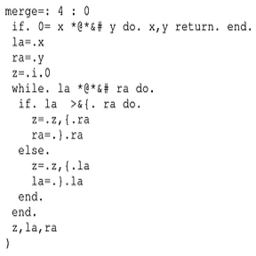 merge=: 4 : 0
 if. 0= x *@*&# y do. x,y return. end.
 la=.x
 ra=.y
 z=.i.0
 while. la *@*&# ra do.
  if. la >&{. ra do.
    z=.z,{.ra
    ra=.}.ra
  else.
    z=.z,{.la
    la=.}.la
  end.
 end.
 z,la,ra
)